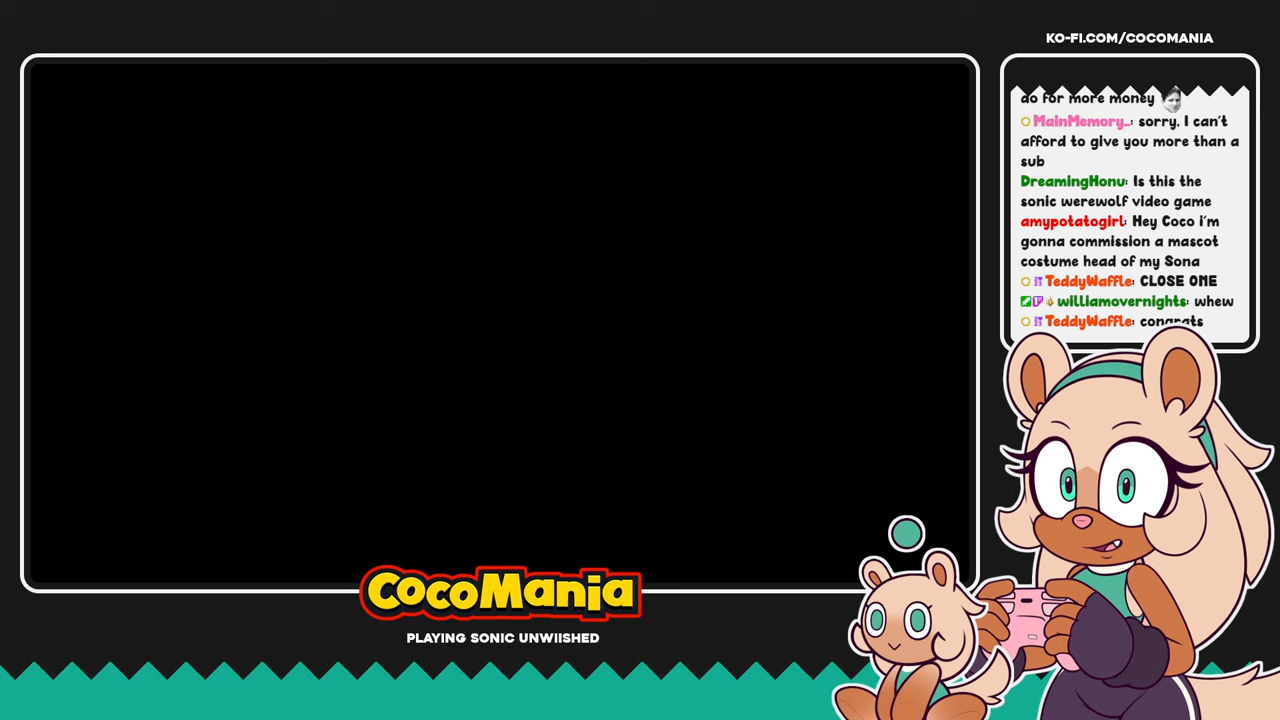 KO-FI.COM/COCOMANIA
do for more money
MainMemory_: sorry, I can't
afford to give you more than a
sub
DreamingHonu: Is this the
sonic werewolf video game
amypotatogirl: Hey Coco i'm
gonna commission a mascot
costume head of my Sona
TeddyWaffle: CLOSE ONE
williamovernights: whew
TeddyWaffle: congrats
CocoMania
PLAYING SONIC UNWIISHED